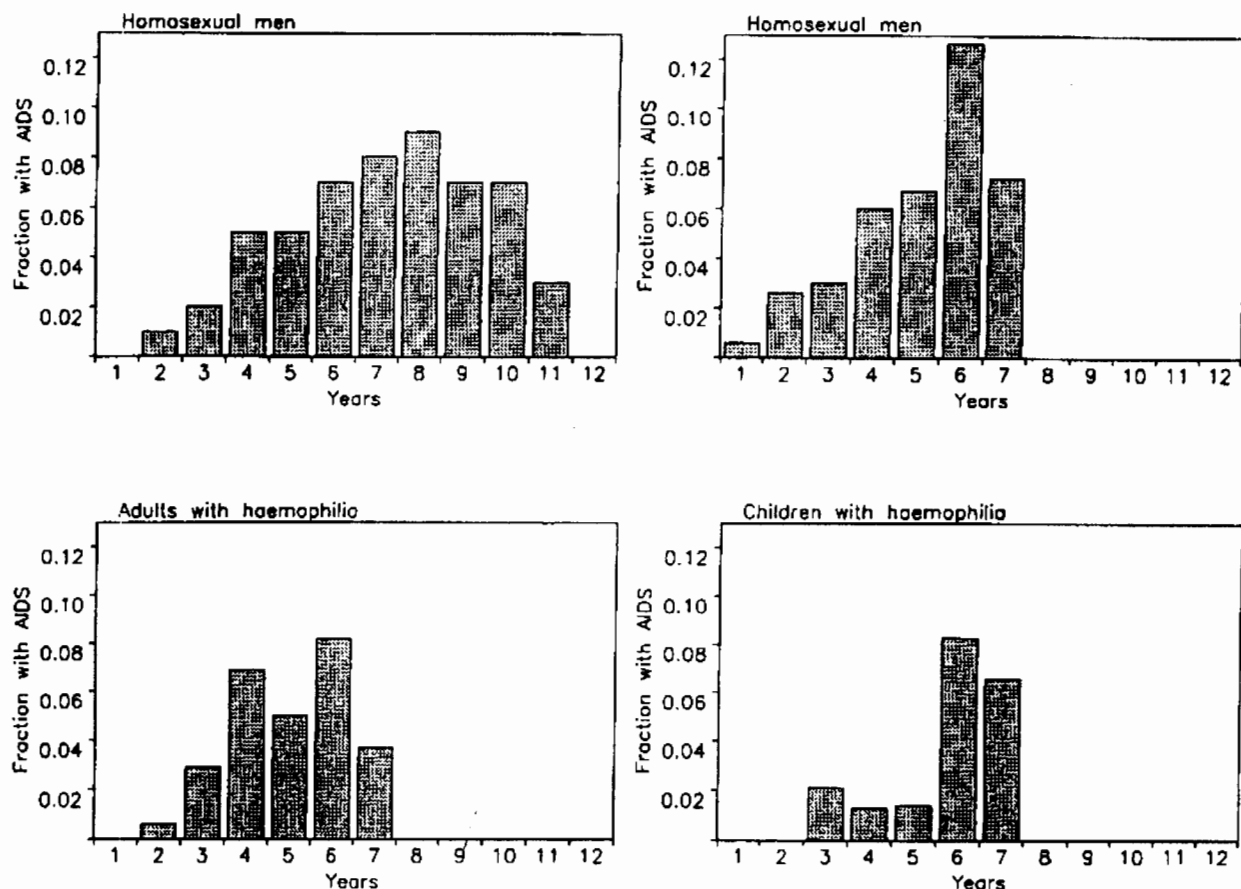 Homosexual men
Fraction with AIDS
0.12
0.10
0.08
0.06
0.04
0.02
1 2 3 4 5 6 7 8 9 10 11 12
Years
Homosexual men
Fraction with AIDS
0.12
0.10
0.08
0.06
0.04
0.02
1 2 3 4 5 6 7 8 9 10 11 12
Years
Adults with haemophilia
Fraction with AIDS
0.12
0.10
0.08
0.06
0.04
0.02
1 2 3 4 5 6 7 8 9 10 11 12
Years
Children with haemophilia
Fraction with AIDS
0.12
0.10
0.08
0.06
0.04
0.02
1 2 3 4 5 6 7 8 9 10 11 12
Years